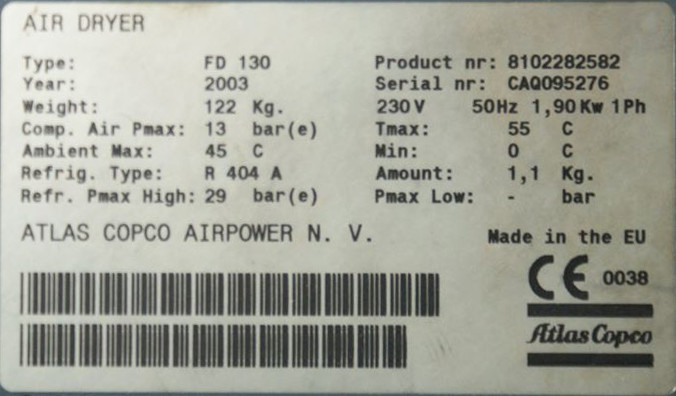 AIR DRYER
Type: FD 130 Product nr: 8102282582
Year: 2003 Serial nr: CAQ095276
Weight: 122 Kg. 230V 50Hz 1,90Kw 1Ph
Comp. Air Pmax: 13 bar(e) Tmax: 55 C
Ambient Max: 45 C Min: 0 C
Refrig. Type: R 404 A Amount: 1,1 Kg.
Refr. Pmax High: 29 bar(e) Pmax Low: - bar
ATLAS COPCO AIRPOWER N. V. Made in the EU
CE 0038
Atlas Copco